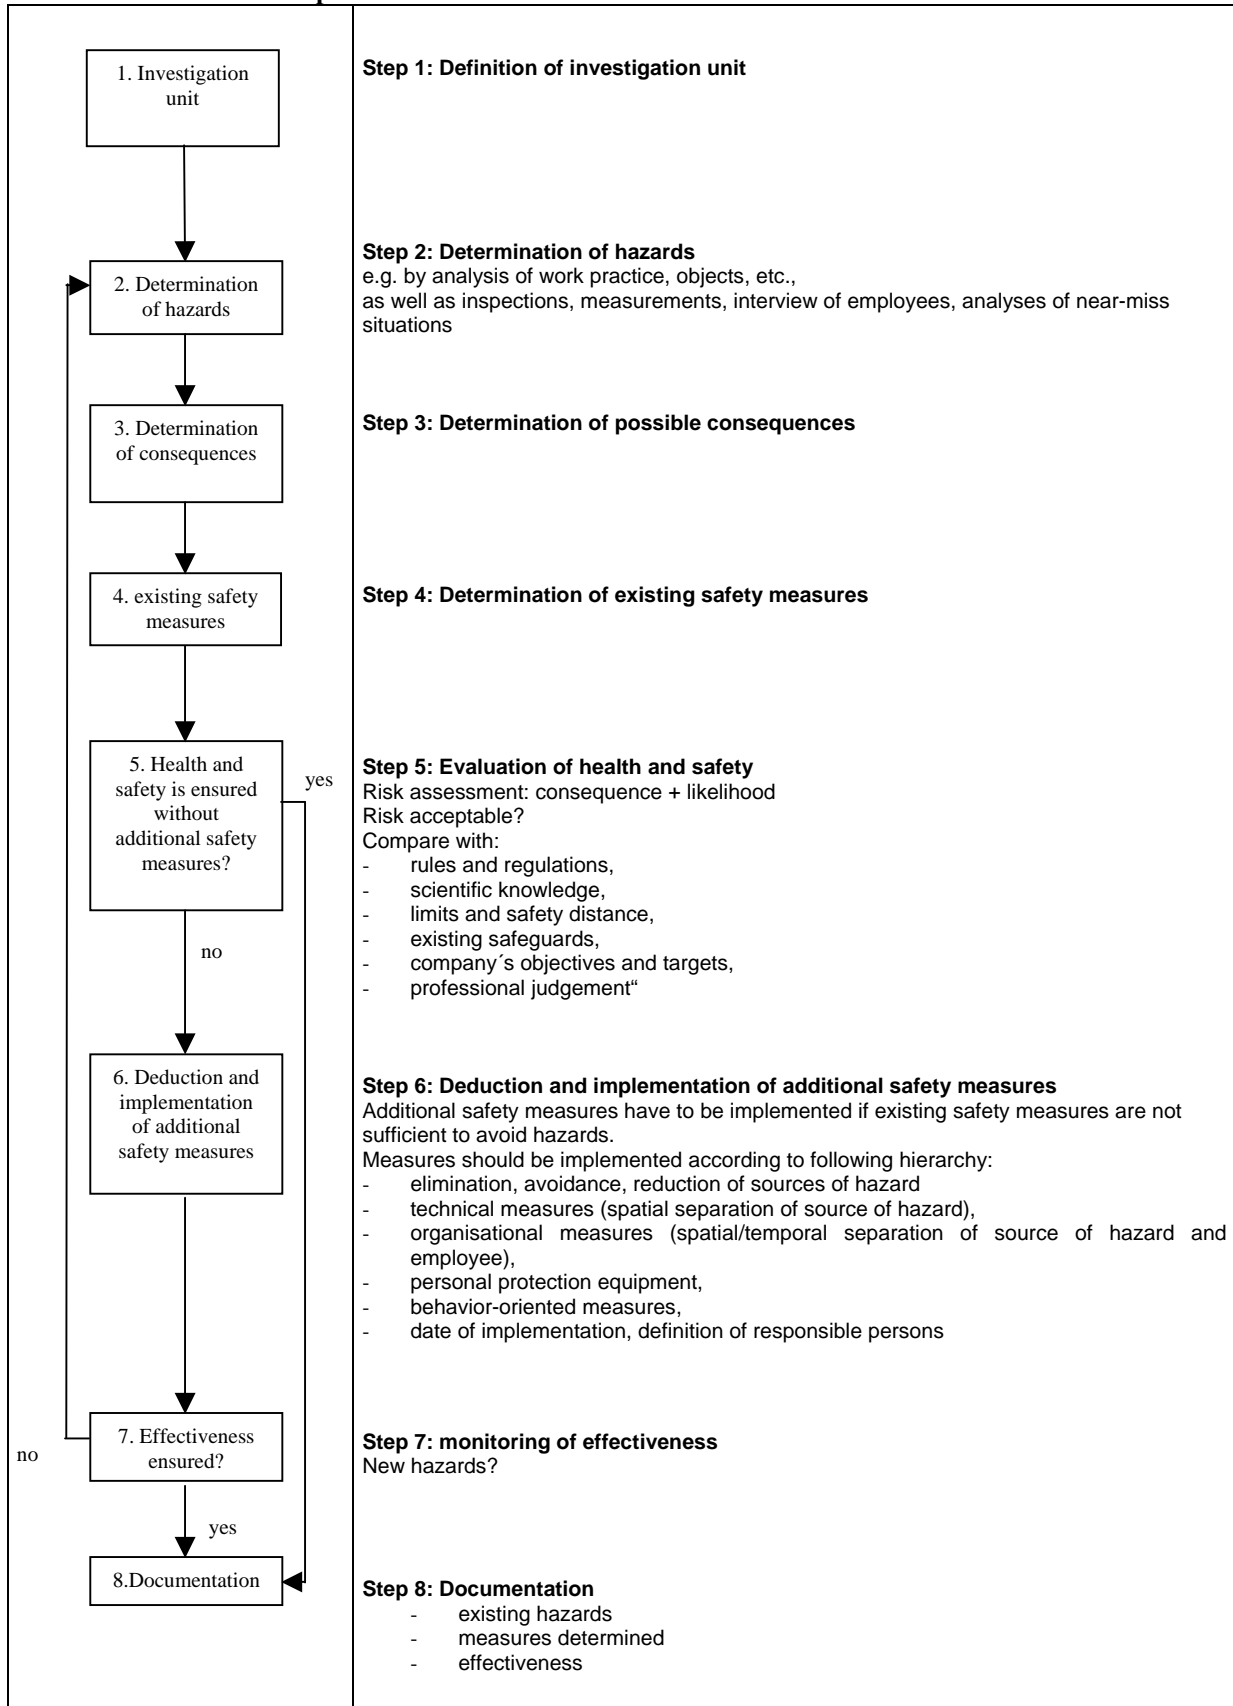 1. Investigation
unit
Step 1: Definition of investigation unit
2. Determination
of hazards
Step 2: Determination of hazards
e.g. by analysis of work practice, objects, etc.,
as well as inspections, measurements, interview of employees, analyses of near-miss
situations
3. Determination
of consequences
Step 3: Determination of possible consequences
4. existing safety
measures
Step 4: Determination of existing safety measures
5. Health and
safety is ensured
without
additional safety
measures?
yes
no
Step 5: Evaluation of health and safety
Risk assessment: consequence + likelihood
Risk acceptable?
Compare with:
- rules and regulations,
- scientific knowledge,
- limits and safety distance,
- existing safeguards,
- company´s objectives and targets,
- professional judgement“
6. Deduction and
implementation
of additional
safety measures
Step 6: Deduction and implementation of additional safety measures
Additional safety measures have to be implemented if existing safety measures are not
sufficient to avoid hazards.
Measures should be implemented according to following hierarchy:
- elimination, avoidance, reduction of sources of hazard
- technical measures (spatial separation of source of hazard),
- organisational measures (spatial/temporal separation of source of hazard and
employee),
- personal protection equipment,
- behavior-oriented measures,
- date of implementation, definition of responsible persons
7. Effectiveness
ensured?
no
yes
Step 7: monitoring of effectiveness
New hazards?
8.Documentation
Step 8: Documentation
- existing hazards
- measures determined
- effectiveness